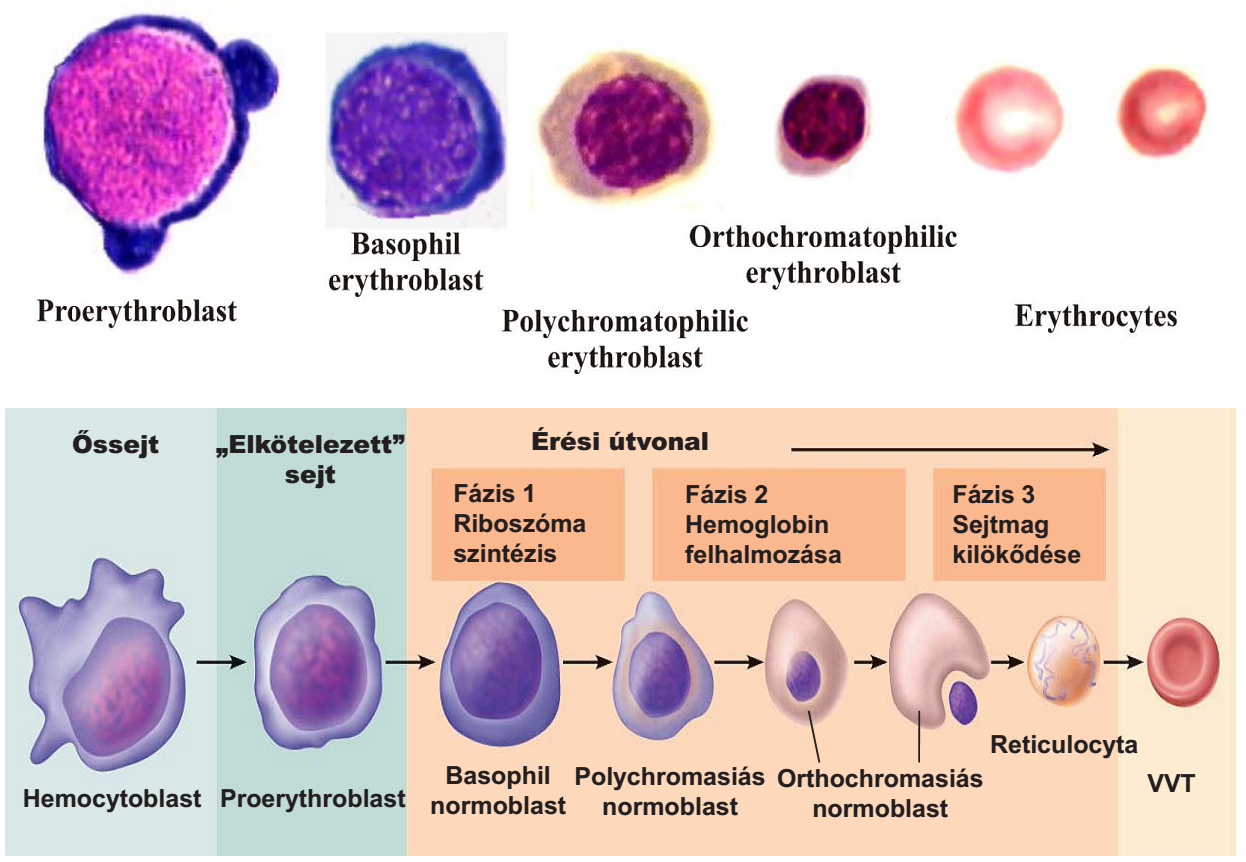 Proerythroblast
Basophil
erythroblast
Polychromatophilic
erythroblast
Orthochromatophilic
erythroblast
Erythrocytes
Őssejt
„Elkötelezett”
sejt
Érési útvonal
Fázis 1
Riboszóma
szintézis
Fázis 2
Hemoglobin
felhalmozása
Fázis 3
Sejtmag
kilökődése
Hemocytoblast
Proerythroblast
Basophil
normoblast
Polychromasiás
normoblast
Orthochromasiás
normoblast
Reticulocyta
VVT